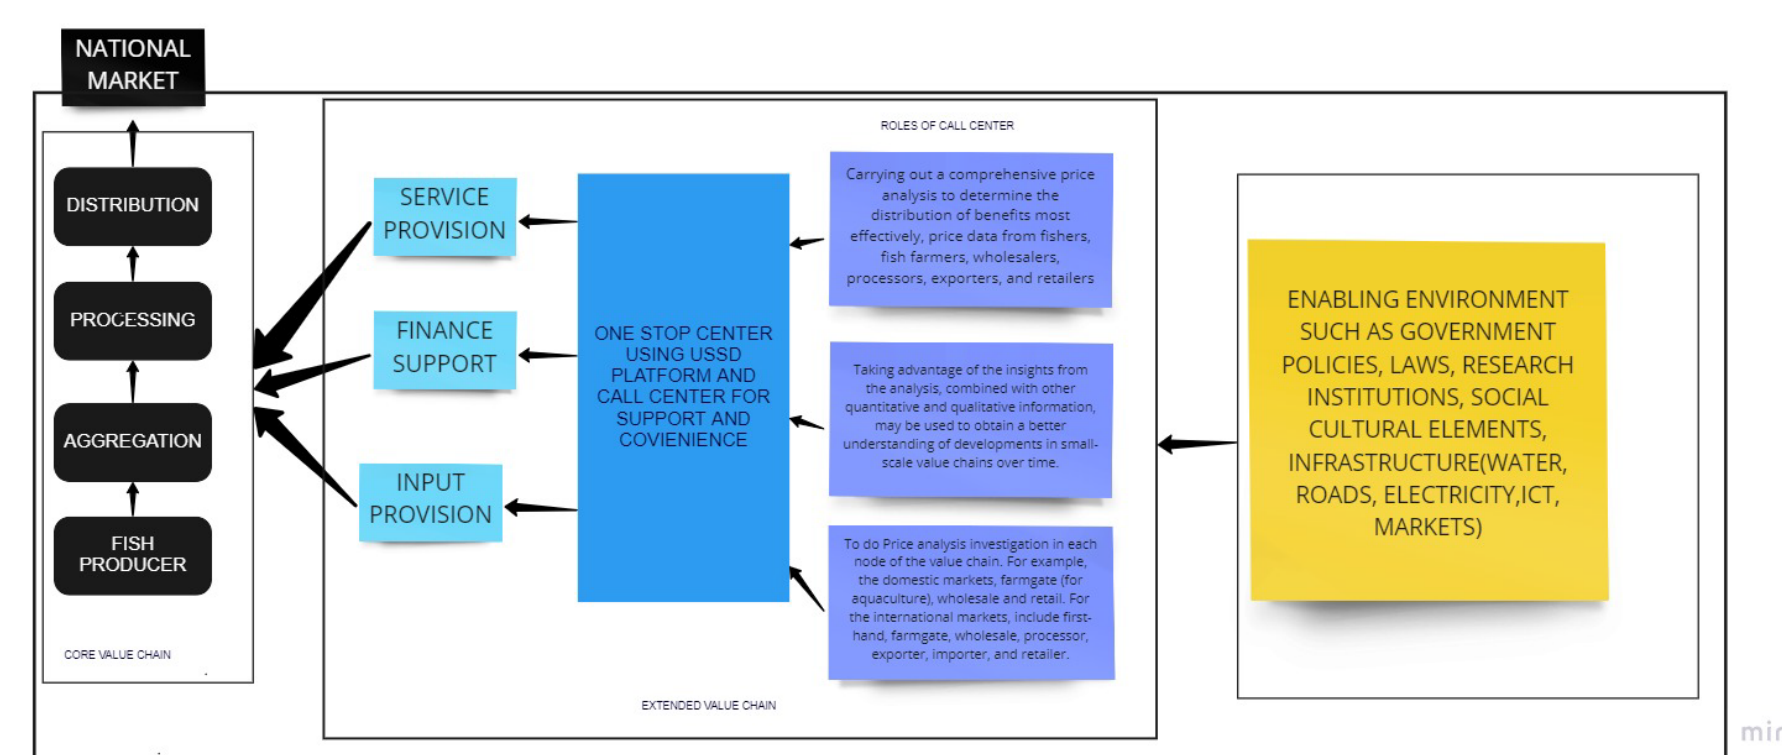 NATIONAL
MARKET
DISTRIBUTION
PROCESSING
AGGREGATION
FISH
PRODUCER
CORE VALUE CHAIN
SERVICE
PROVISION
FINANCE
SUPPORT
INPUT
PROVISION
ONE STOP CENTER
USING USSD
PLATFORM AND
CALL CENTER FOR
SUPPORT AND
COVIENIENCE
ROLES OF CALL CENTER
Carrying out a comprehensive price
analysis to determine the
distribution of benefits most
effectively, price data from fishers,
fish farmers, wholesalers,
processors, exporters, and retailers
Taking advantage of the insights from
the analysis, combined with other
quantitative and qualitative information,
may be used to obtain a better
understanding of developments in small-
scale value chains over time.
To do Price analysis investigation in each
node of the value chain. For example,
the domestic markets, farmgate (for
aquaculture), wholesale and retail. For
the international markets, include first-
hand, farmgate, wholesale, processor,
exporter, importer, and retailer.
EXTENDED VALUE CHAIN
ENABLING ENVIRONMENT
SUCH AS GOVERNMENT
POLICIES, LAWS, RESEARCH
INSTITUTIONS, SOCIAL
CULTURAL ELEMENTS,
INFRASTRUCTURE(WATER,
ROADS, ELECTRICITY,ICT,
MARKETS)